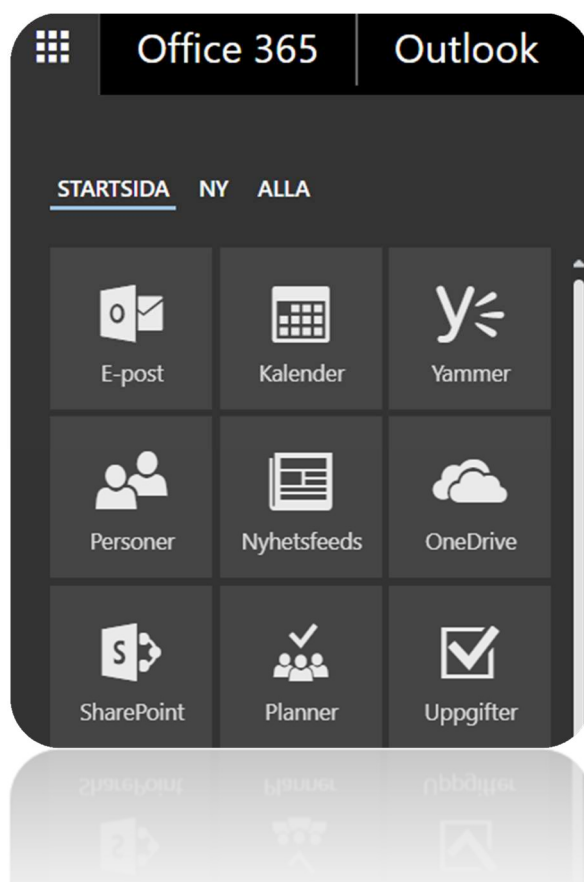 Office 365 Outlook
STARTSIDA NY ALLA
E-post Kalender Yammer
Personer Nyhetsfeeds OneDrive
SharePoint Planner Uppgifter